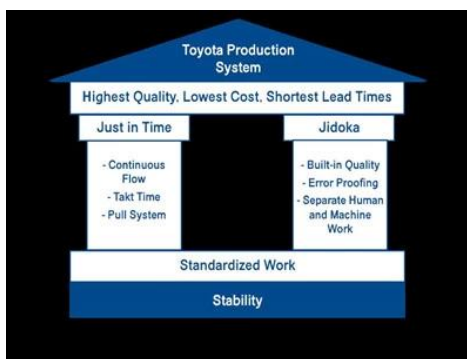 Toyota Production
System
Highest Quality, Lowest Cost, Shortest Lead Times
Just in Time
- Continuous
Flow
- Takt Time
- Pull System
Jidoka
- Built-in Quality
- Error Proofing
- Separate Human
and Machine
Work
Standardized Work
Stability